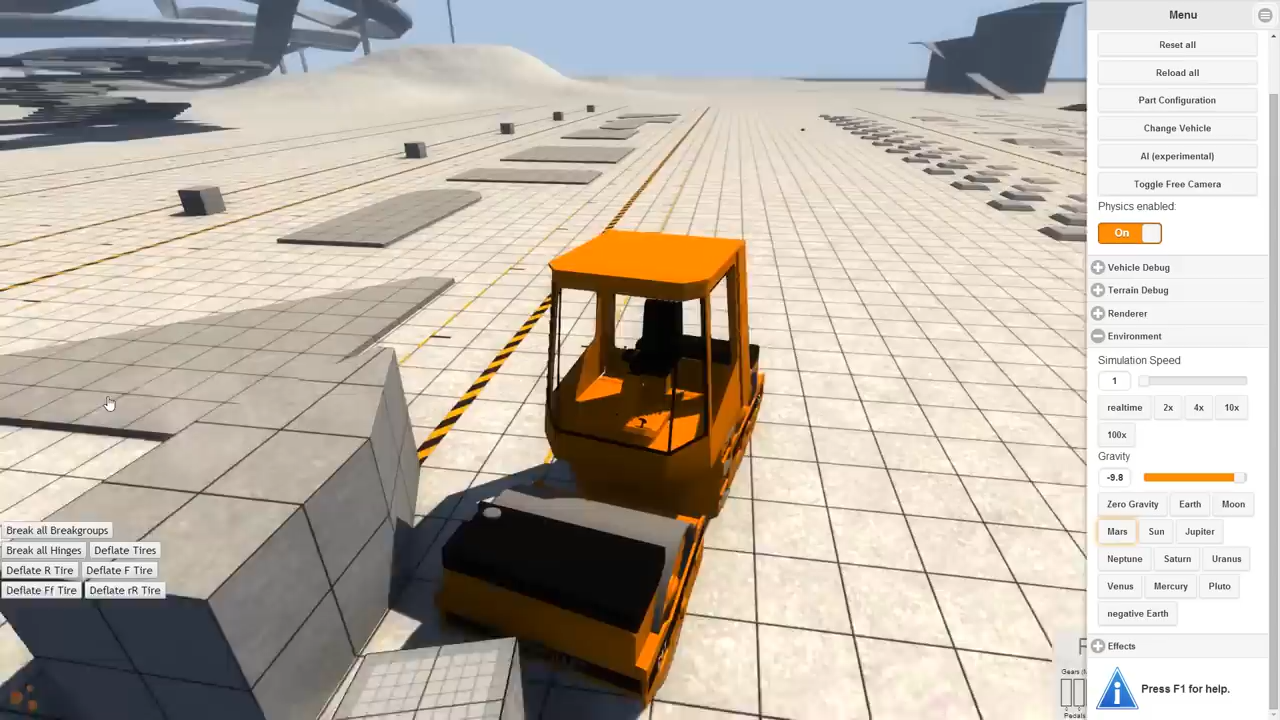 Menu
Reset all
Reload all
Part Configuration
Change Vehicle
AI (experimental)
Toggle Free Camera
Physics enabled:
On
Vehicle Debug
Terrain Debug
Renderer
Environment
Simulation Speed
1
realtime 2x 4x 10x
100x
Gravity
-9.8
Zero Gravity Earth Moon
Mars Sun Jupiter
Neptune Saturn Uranus
Venus Mercury Pluto
negative Earth
Effects
Press F1 for help.
Break all Breakgroups
Break all Hinges Deflate Tires
Deflate R Tire Deflate F Tire
Deflate Ff Tire Deflate rR Tire
Gears
Pedals